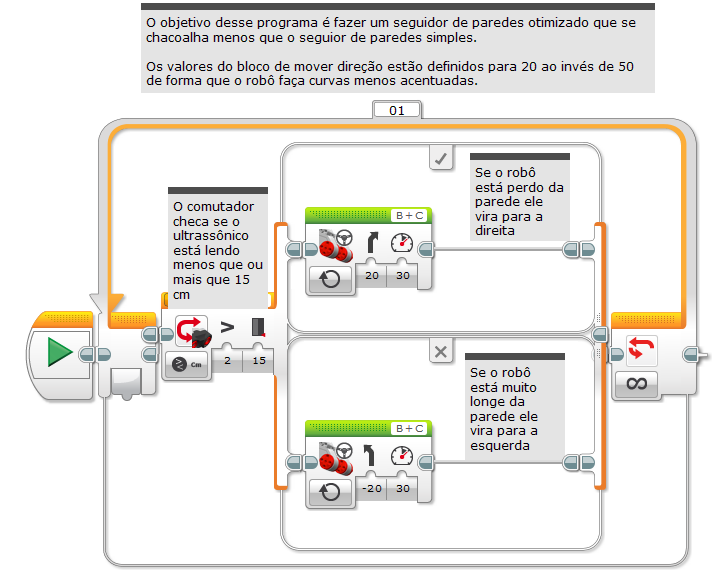 O objetivo desse programa é fazer um seguidor de paredes otimizado que se
chacoalha menos que o seguior de paredes simples.
Os valores do bloco de mover direção estão definidos para 20 ao invés de 50
de forma que o robô faça curvas menos acentuadas.
01
O comutador
checa se o
ultrassônico
está lendo
menos que ou
mais que 15
cm
B + C
20 30
Se o robô
está perdo da
parede ele
vira para a
direita
>
Cm 2 15
B + C
-20 30
Se o robô
está muito
longe da
parede ele
vira para a
esquerda
∞